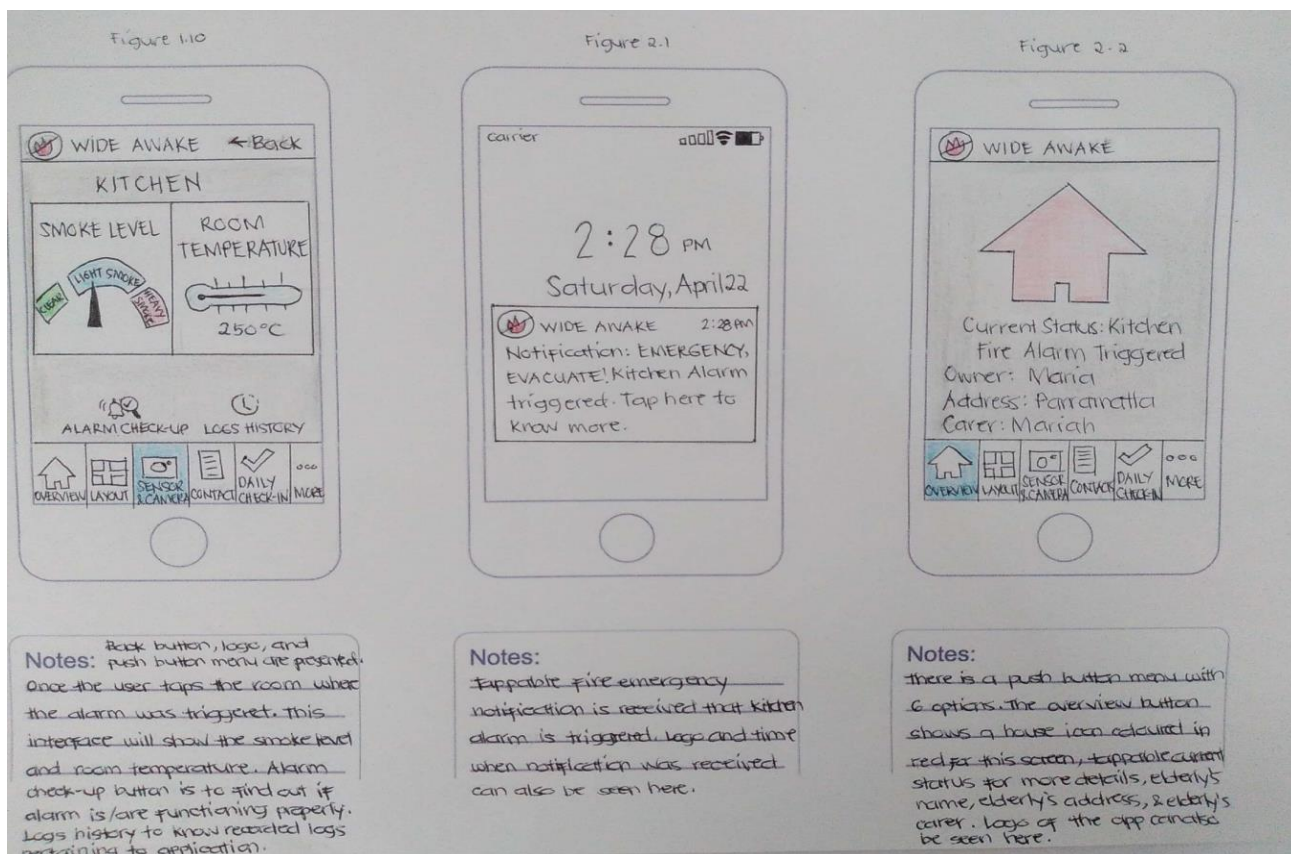 Figure 1.10
WIDE AWAKE ←Back
KITCHEN
SMOKE LEVEL
CLEAR
LIGHT SMOKE
HEAVY SMOKE
ROOM
TEMPERATURE
250°C
ALARM CHECK-UP LOGS HISTORY
OVERVIEW
LAYOUT
SENSOR
& CAMERA
CONTACT
DAILY
CHECK-IN
MORE
Notes: Back button, logo, and
push button menu are presented.
Once the user taps the room where
the alarm was triggeret. This
interface will show the smoke level
and room temperature. Alarm
check-up button is to find out if
alarm is/are functioning properly.
Logs history to know recorded logs
pertaining to application.
Figure 2.1
carrier
2:28 PM
Saturday, April 22
WIDE AWAKE 2:28 PM
Notification: EMERGENCY,
EVACUATE! Kitchen Alarm
triggered. Tap here to
know more.
Notes:
Tappable fire emergency
notification is received that kitchen
alarm is triggered. Logo and time
when notification was received
can also be seen here.
Figure 2.2
WIDE AWAKE
Current Status: Kitchen
Fire Alarm Triggered
Owner: Maria
Address: Parramatta
Carer: Mariah
OVERVIEW
LAYOUT
SENSOR
& CAMERA
CONTACT
DAILY
CHECK-IN
MORE
Notes:
there is a push button menu with
6 options. The overview button
shows a house icon coloured in
red for this screen, tappable current
status for more details, elderly's
name, elderly's address, & elderly's
carer. Logo of the app can also
be seen here.